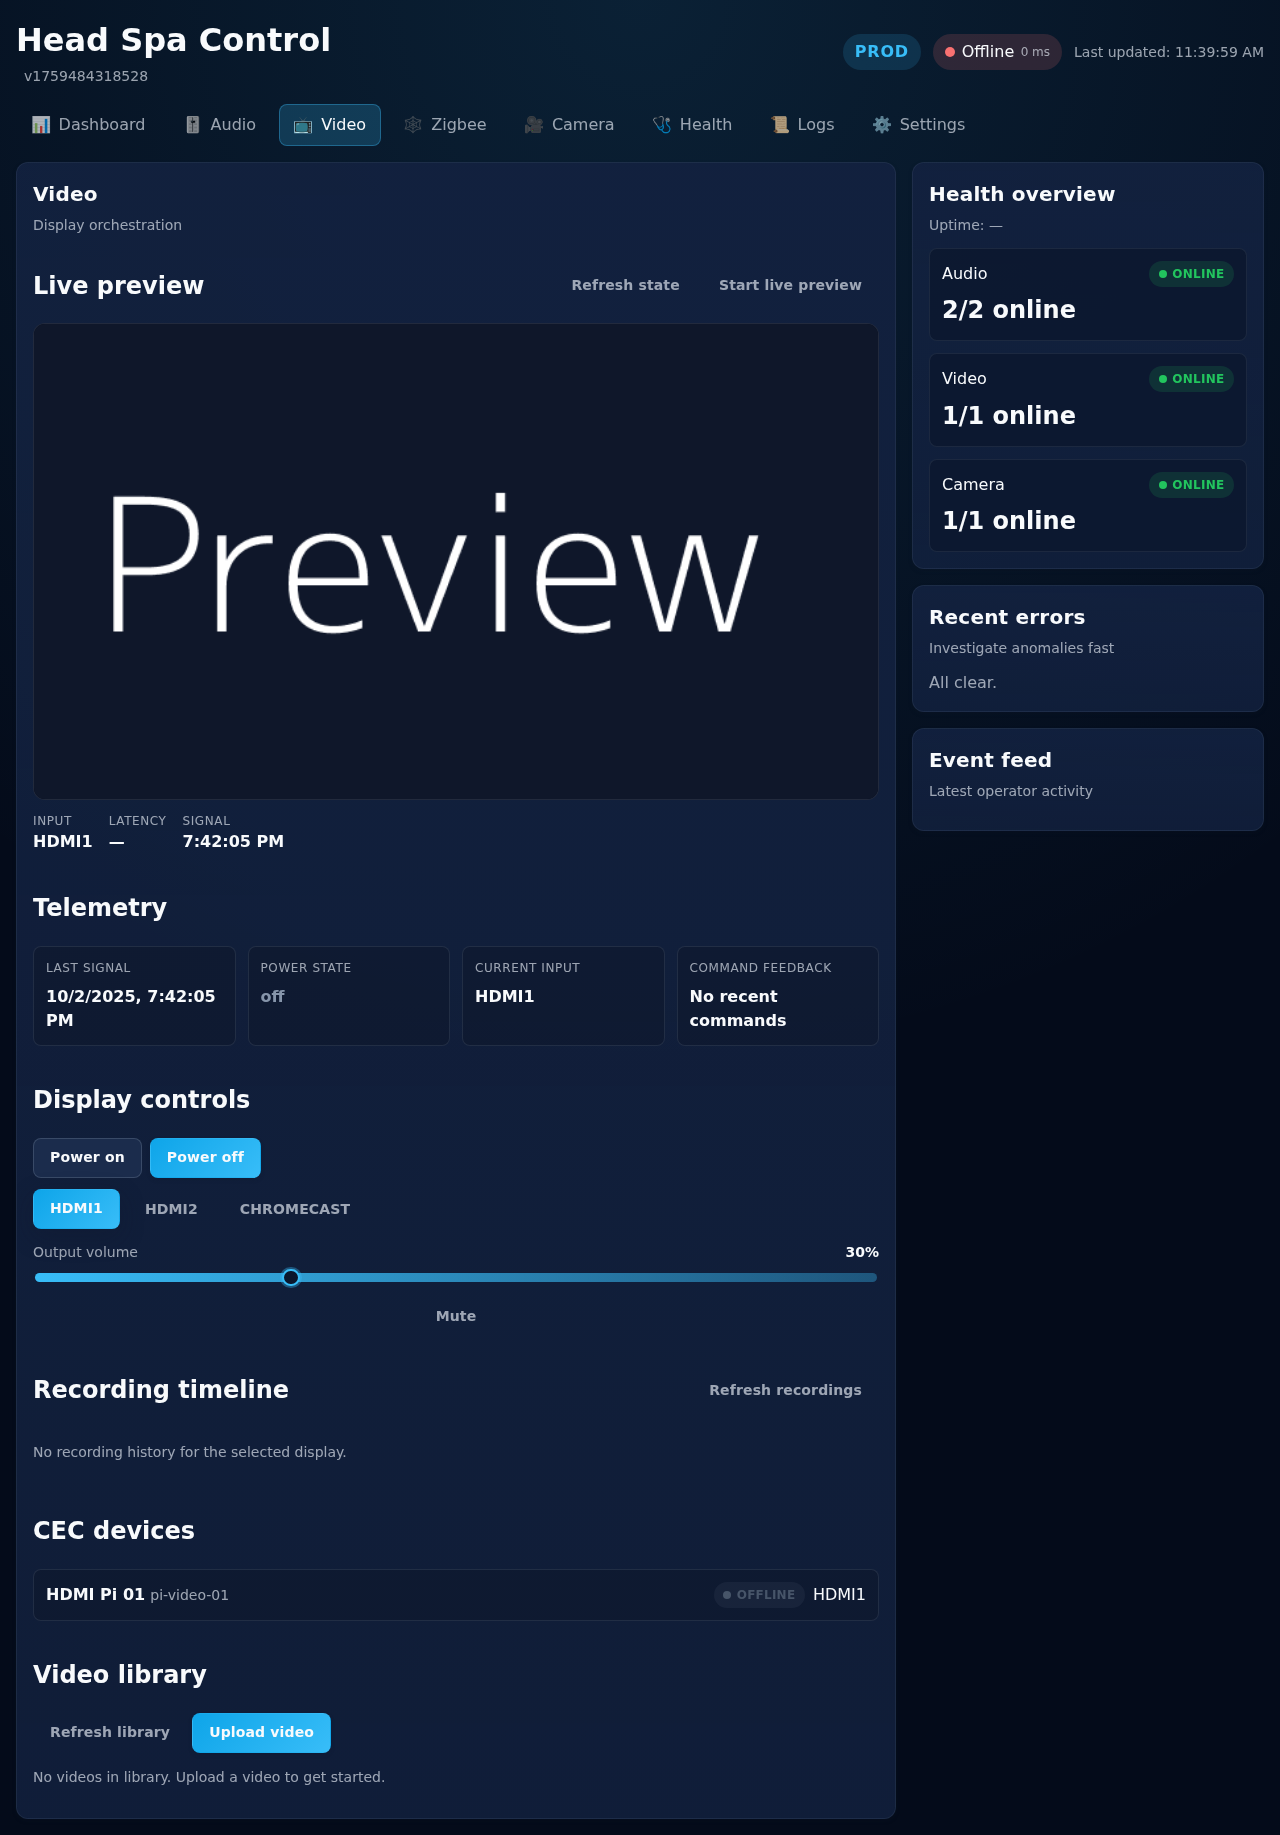 Head Spa Control
v1759484318528
PROD
Offline 0 ms
Last updated: 11:39:59 AM
Dashboard
Audio
Video
Zigbee
Camera
Health
Logs
Settings
Video
Display orchestration
Live preview
Refresh state
Start live preview
Preview
INPUT
HDMI1
LATENCY
—
SIGNAL
7:42:05 PM
Telemetry
LAST SIGNAL
10/2/2025, 7:42:05
PM
POWER STATE
off
CURRENT INPUT
HDMI1
COMMAND FEEDBACK
No recent
commands
Display controls
Power on
Power off
HDMI1
HDMI2
CHROMECAST
Output volume
30%
Mute
Recording timeline
Refresh recordings
No recording history for the selected display.
CEC devices
HDMI Pi 01 pi-video-01
OFFLINE
HDMI1
Video library
Refresh library
Upload video
No videos in library. Upload a video to get started.
Health overview
Uptime: —
Audio
ONLINE
2/2 online
Video
ONLINE
1/1 online
Camera
ONLINE
1/1 online
Recent errors
Investigate anomalies fast
All clear.
Event feed
Latest operator activity